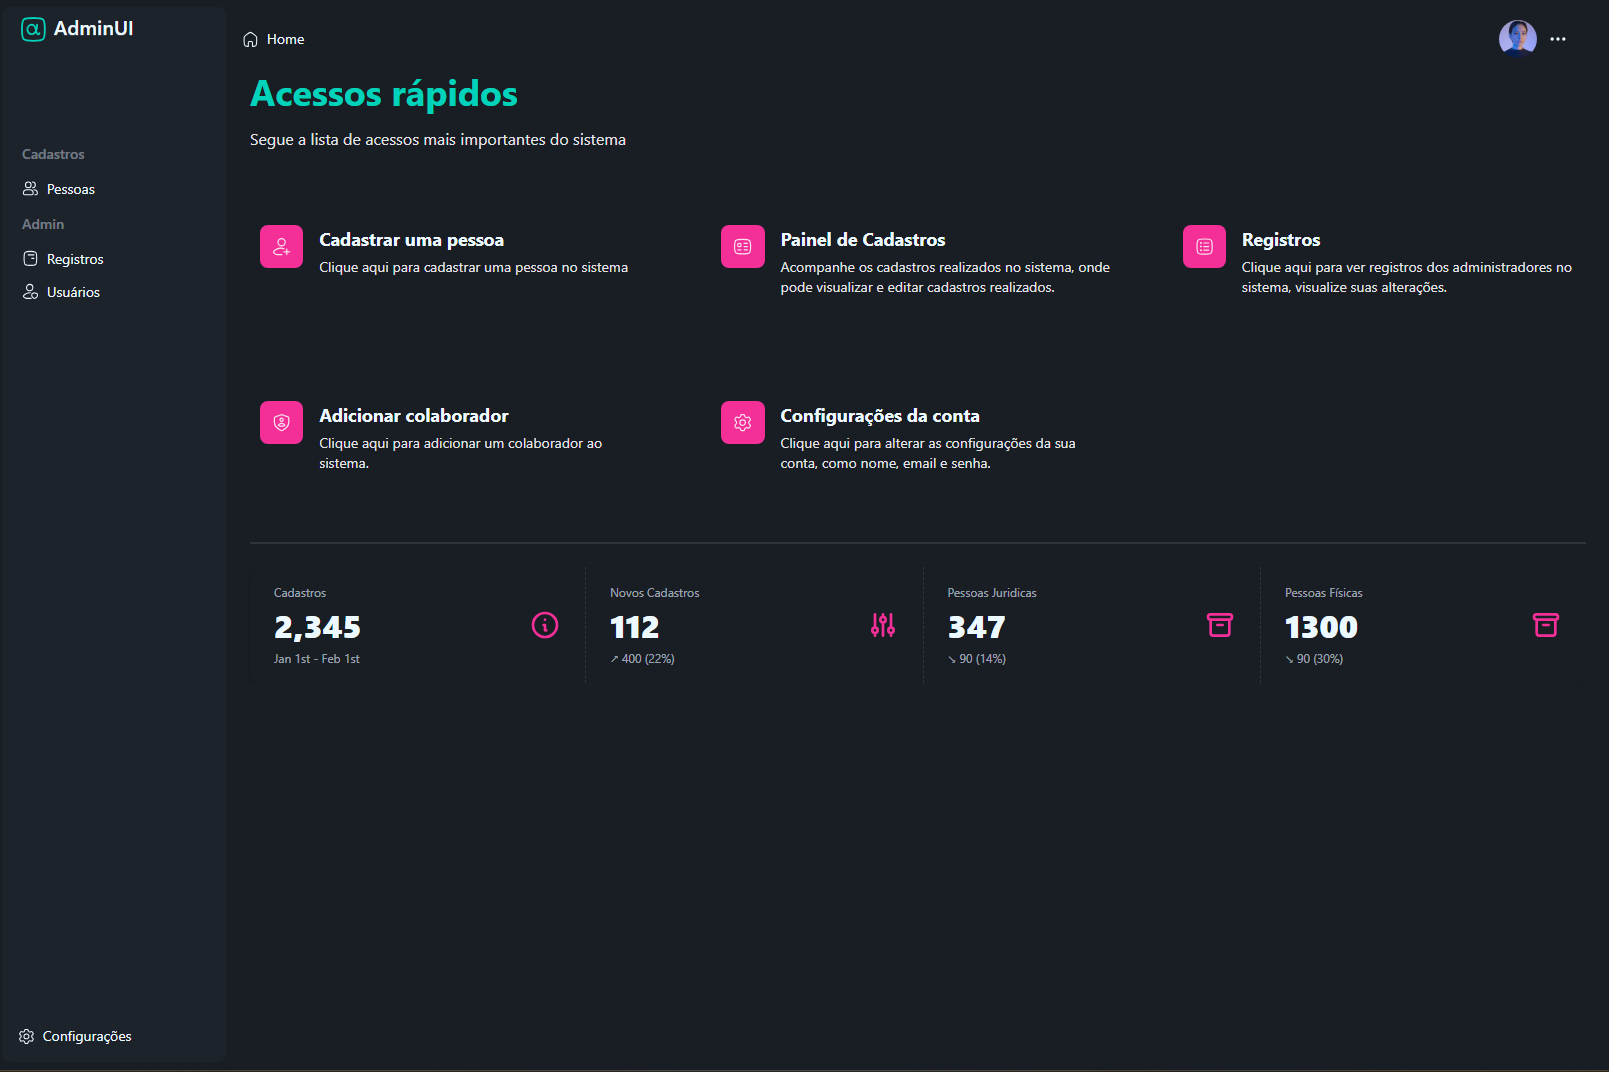 AdminUI
Home
Acessos rápidos
Segue a lista de acessos mais importantes do sistema
Cadastros
Pessoas
Admin
Registros
Usuários
Cadastrar uma pessoa
Clique aqui para cadastrar uma pessoa no sistema
Painel de Cadastros
Acompanhe os cadastros realizados no sistema, onde
pode visualizar e editar cadastros realizados.
Registros
Clique aqui para ver registros dos administradores no
sistema, visualize suas alterações.
Adicionar colaborador
Clique aqui para adicionar um colaborador ao
sistema.
Configurações da conta
Clique aqui para alterar as configurações da sua
conta, como nome, email e senha.
Cadastros
2,345
Jan 1st - Feb 1st
Novos Cadastros
112
↗ 400 (22%)
Pessoas Juridicas
347
↘ 90 (14%)
Pessoas Físicas
1300
↘ 90 (30%)
Configurações